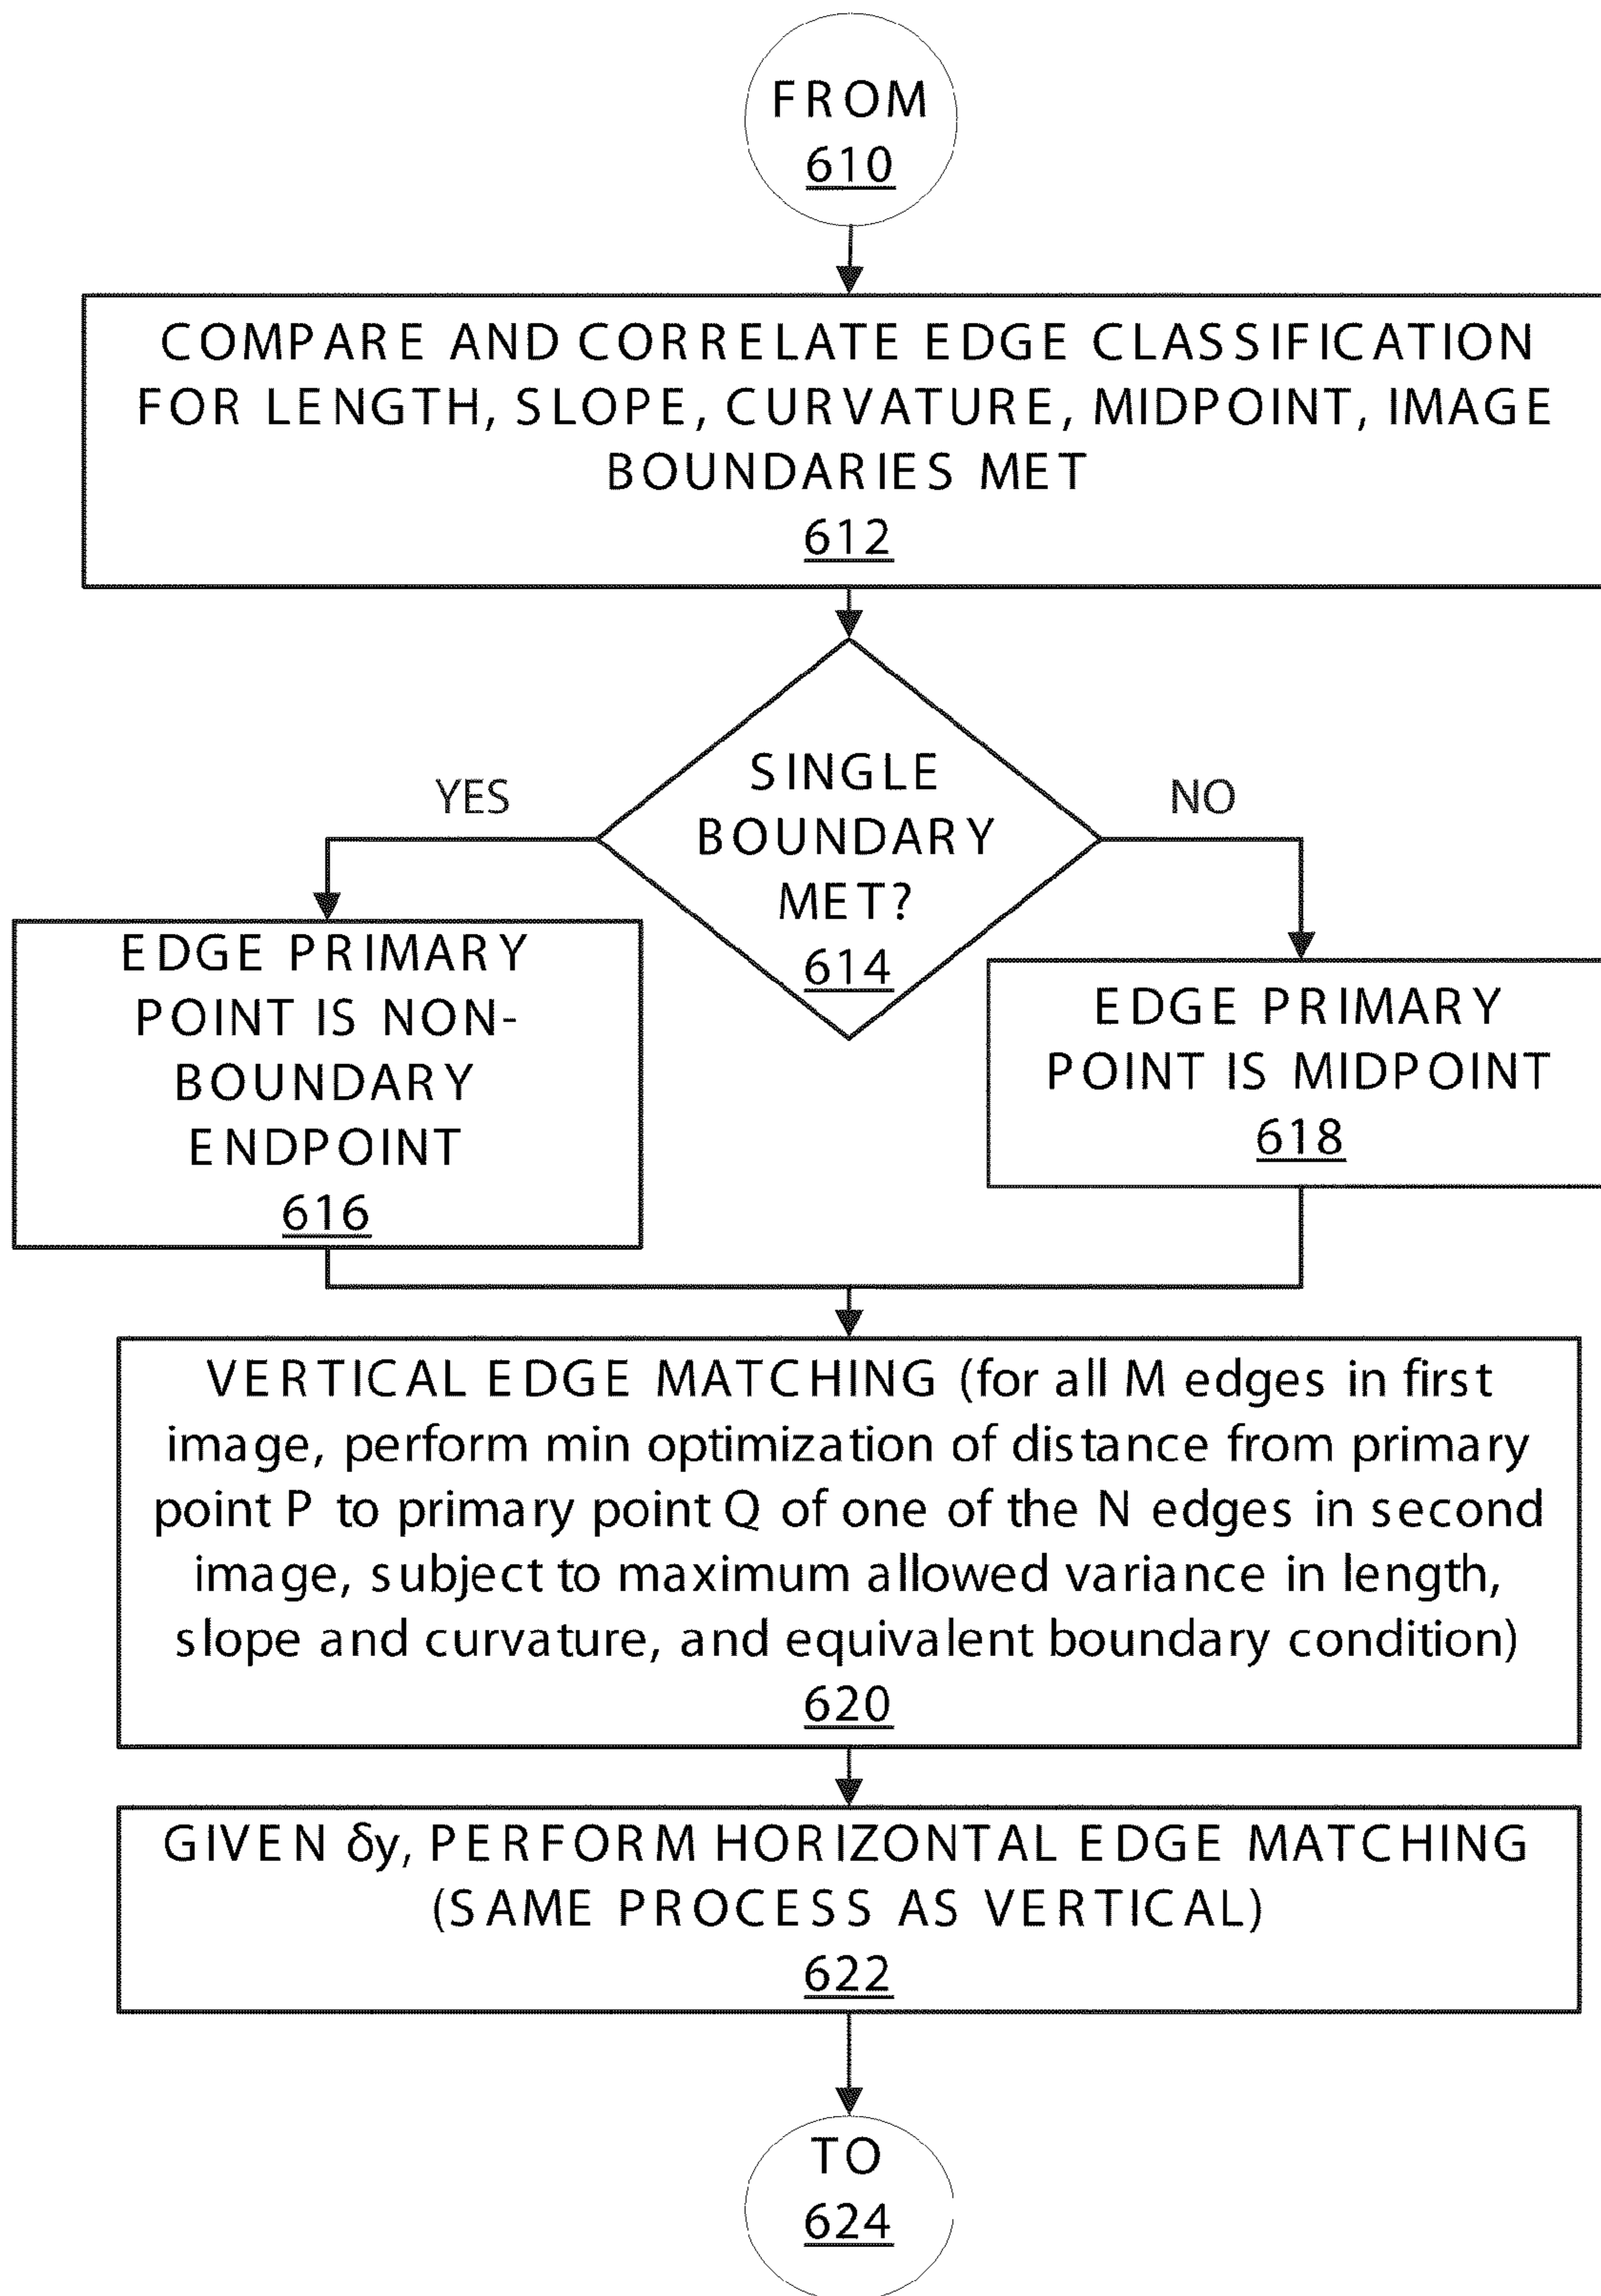 FROM
610
COMPARE AND CORRELATE EDGE CLASSIFICATION
FOR LENGTH, SLOPE, CURVATURE, MIDPOINT, IMAGE
BOUNDARIES MET
612
SINGLE
BOUNDARY
MET?
614
YES
NO
EDGE PRIMARY
POINT IS NON-
BOUNDARY
ENDPOINT
616
EDGE PRIMARY
POINT IS MIDPOINT
618
VERTICAL EDGE MATCHING (for all M edges in first
image, perform min optimization of distance from primary
point P to primary point Q of one of the N edges in second
image, subject to maximum allowed variance in length,
slope and curvature, and equivalent boundary condition)
620
GIVEN δy, PERFORM HORIZONTAL EDGE MATCHING
(SAME PROCESS AS VERTICAL)
622
TO
624